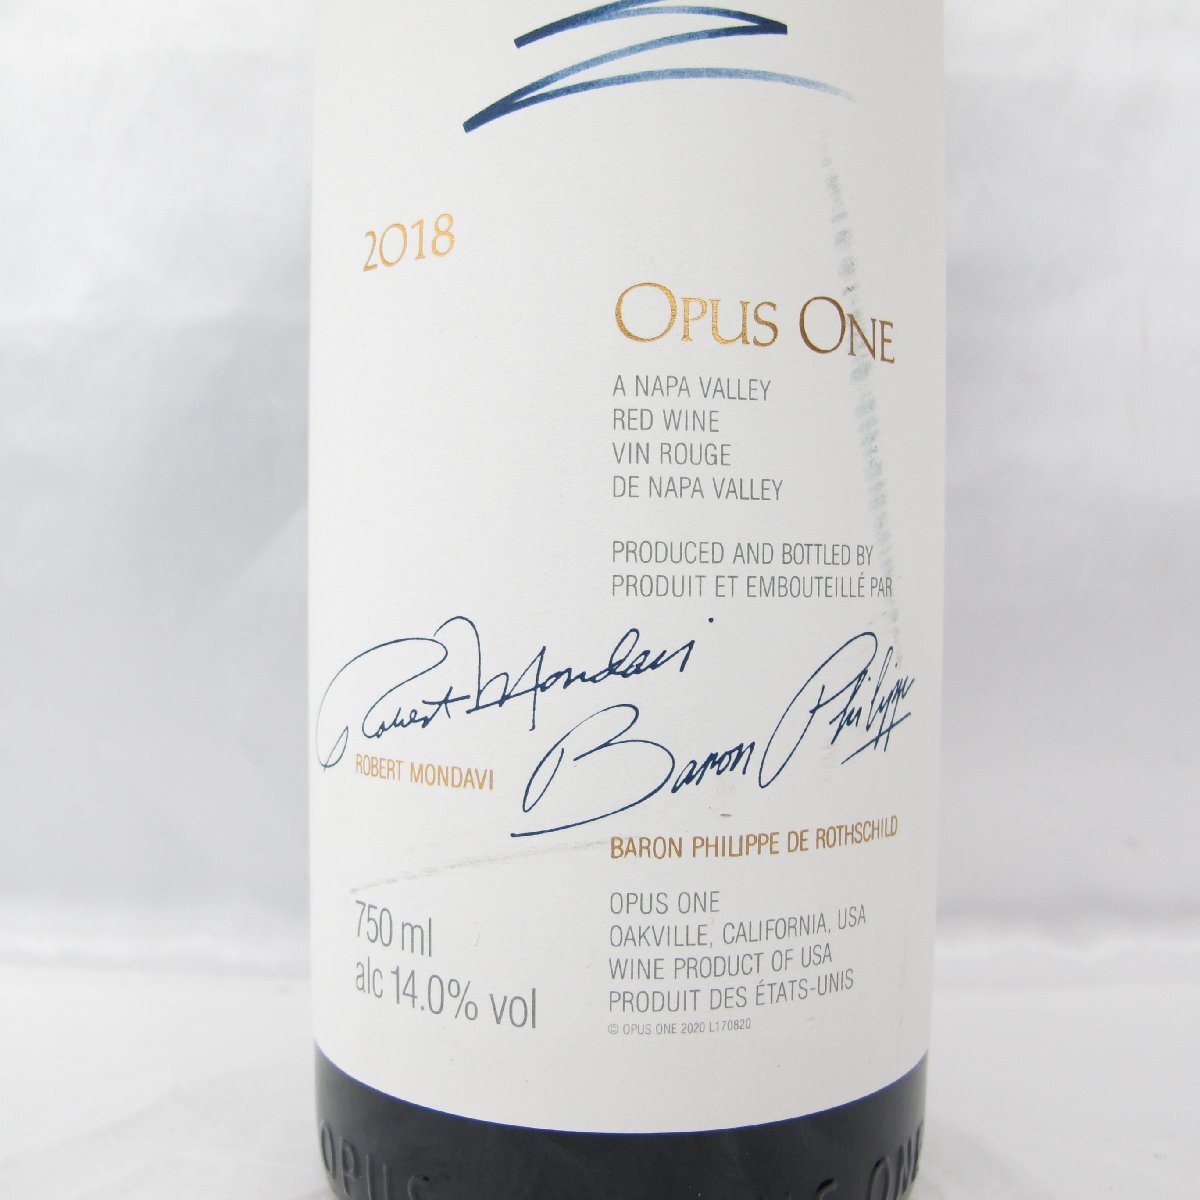 2018
OPUS ONE
A NAPA VALLEY
RED WINE
VIN ROUGE
DE NAPA VALLEY
PRODUCED AND BOTTLED BY
PRODUIT ET EMBOUTEILLÉ PAR
Robert Mondavi
Baron Philippe
ROBERT MONDAVI
BARON PHILIPPE DE ROTHSCHILD
750 ml
alc 14.0% vol
OPUS ONE
OAKVILLE, CALIFORNIA, USA
WINE PRODUCT OF USA
PRODUIT DES ÉTATS-UNIS
© OPUS ONE 2020 L170820
OPUS
ONE